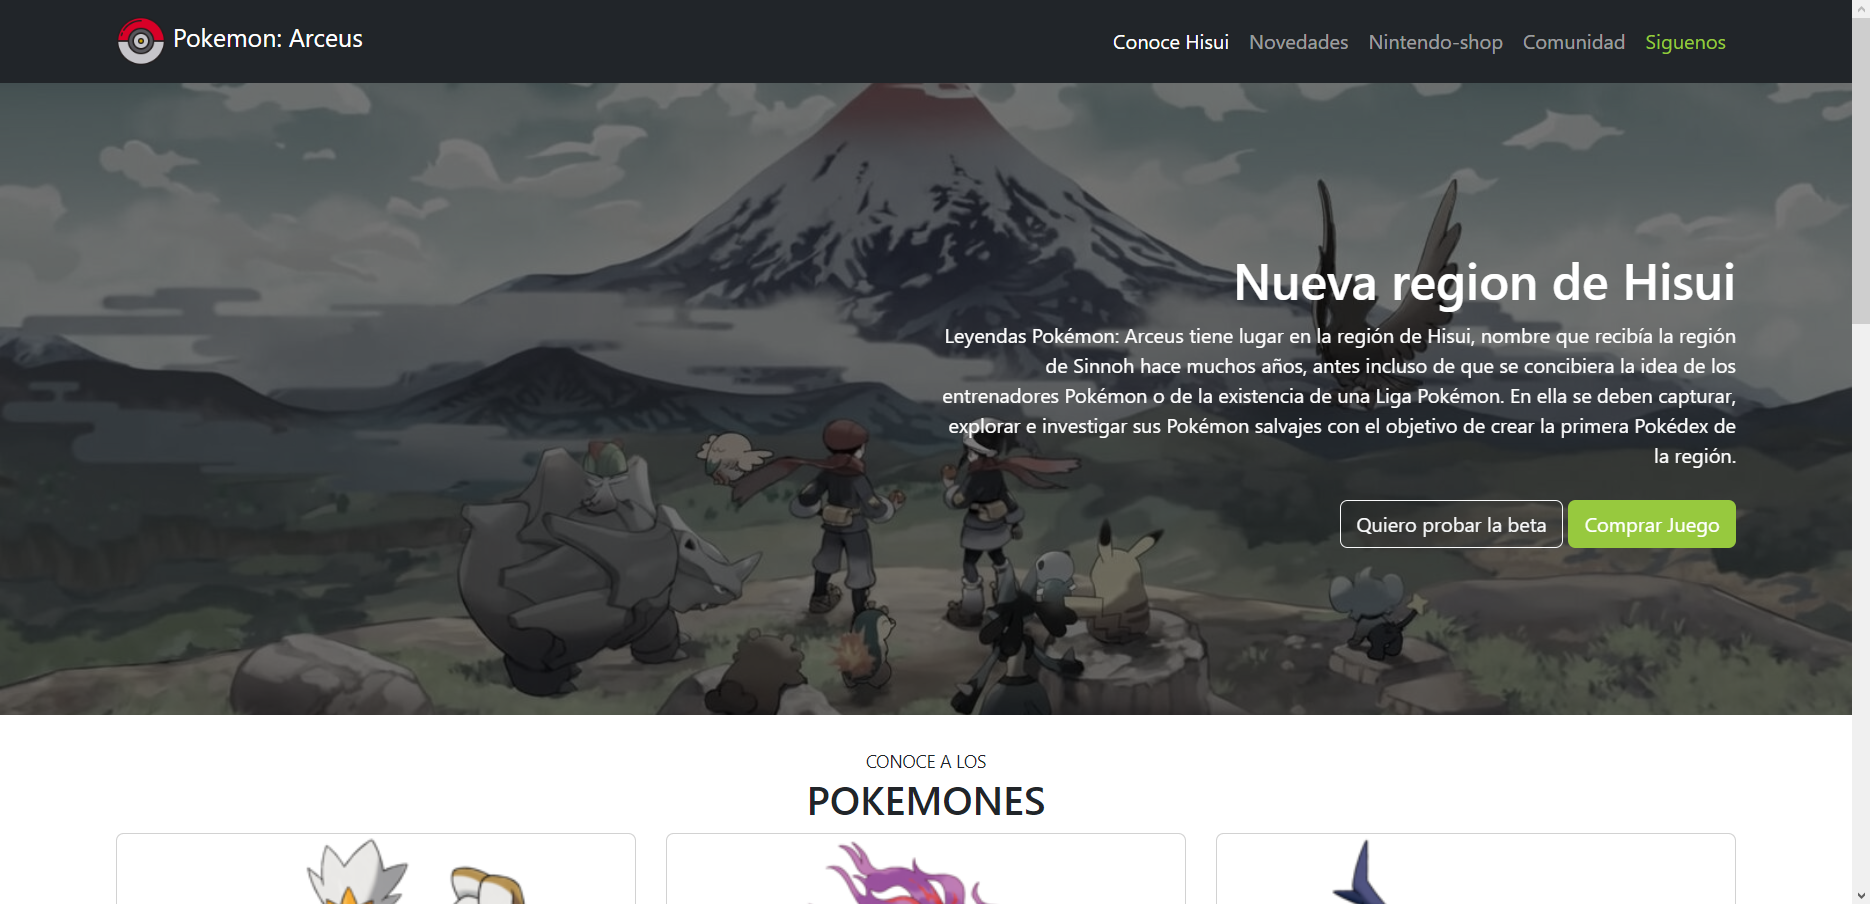 Pokemon: Arceus
Conoce Hisui Novedades Nintendo-shop Comunidad Siguenos
Nueva region de Hisui
Leyendas Pokémon: Arceus tiene lugar en la región de Hisui, nombre que recibía la región
de Sinnoh hace muchos años, antes incluso de que se concibiera la idea de los
entrenadores Pokémon o de la existencia de una Liga Pokémon. En ella se deben capturar,
explorar e investigar sus Pokémon salvajes con el objetivo de crear la primera Pokédex de
la región.
Quiero probar la beta Comprar Juego
CONOCE A LOS
POKEMONES